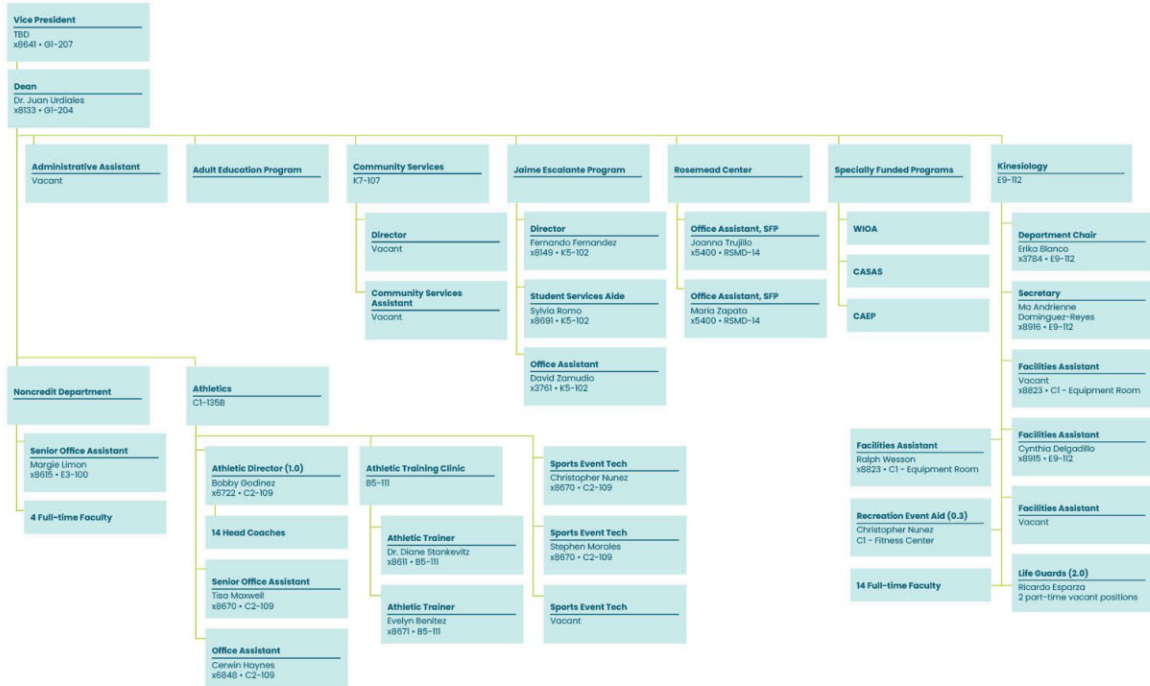 Vice President
TBD
x8641 • G1-207
Dean
Dr. Juan Urdiales
x8133 • G1-204
Administrative Assistant
Vacant
Adult Education Program
Community Services
K7-107
Director
Vacant
Community Services
Assistant
Vacant
Jaime Escalante Program
Director
Fernando Fernandez
x8149 • K5-102
Student Services Aide
Sylvia Romo
x8691 • K5-102
Office Assistant
David Zamudio
x3761 • K5-102
Rosemead Center
Office Assistant, SFP
Joanna Trujillo
x5400 • RSMD-14
Office Assistant, SFP
Maria Zapata
x5400 • RSMD-14
Specially Funded Programs
WIOA
CASAS
CAEP
Kinesiology
E9-112
Department Chair
Erika Blanco
x3784 • E9-112
Secretary
Ma Andrienne
Dominguez-Reyes
x8916 • E9-112
Facilities Assistant
Vacant
x8823 • C1 - Equipment Room
Facilities Assistant
Ralph Wesson
x8823 • C1 - Equipment Room
Facilities Assistant
Cynthia Delgadillo
x8915 • E9-112
Recreation Event Aid (0.3)
Christopher Nunez
C1 - Fitness Center
Facilities Assistant
Vacant
14 Full-time Faculty
Life Guards (2.0)
Ricardo Esparza
2 part-time vacant positions
Noncredit Department
Senior Office Assistant
Margie Limon
x8615 • E3-100
4 Full-time Faculty
Athletics
C1-135B
Athletic Director (1.0)
Bobby Godinez
x6722 • C2-109
14 Head Coaches
Senior Office Assistant
Tisa Maxwell
x8670 • C2-109
Office Assistant
Cerwin Haynes
x6848 • C2-109
Athletic Training Clinic
B5-111
Athletic Trainer
Dr. Diane Stankevitz
x8611 • B5-111
Athletic Trainer
Evelyn Benitez
x8671 • B5-111
Sports Event Tech
Christopher Nunez
x8670 • C2-109
Sports Event Tech
Stephen Morales
x8670 • C2-109
Sports Event Tech
Vacant